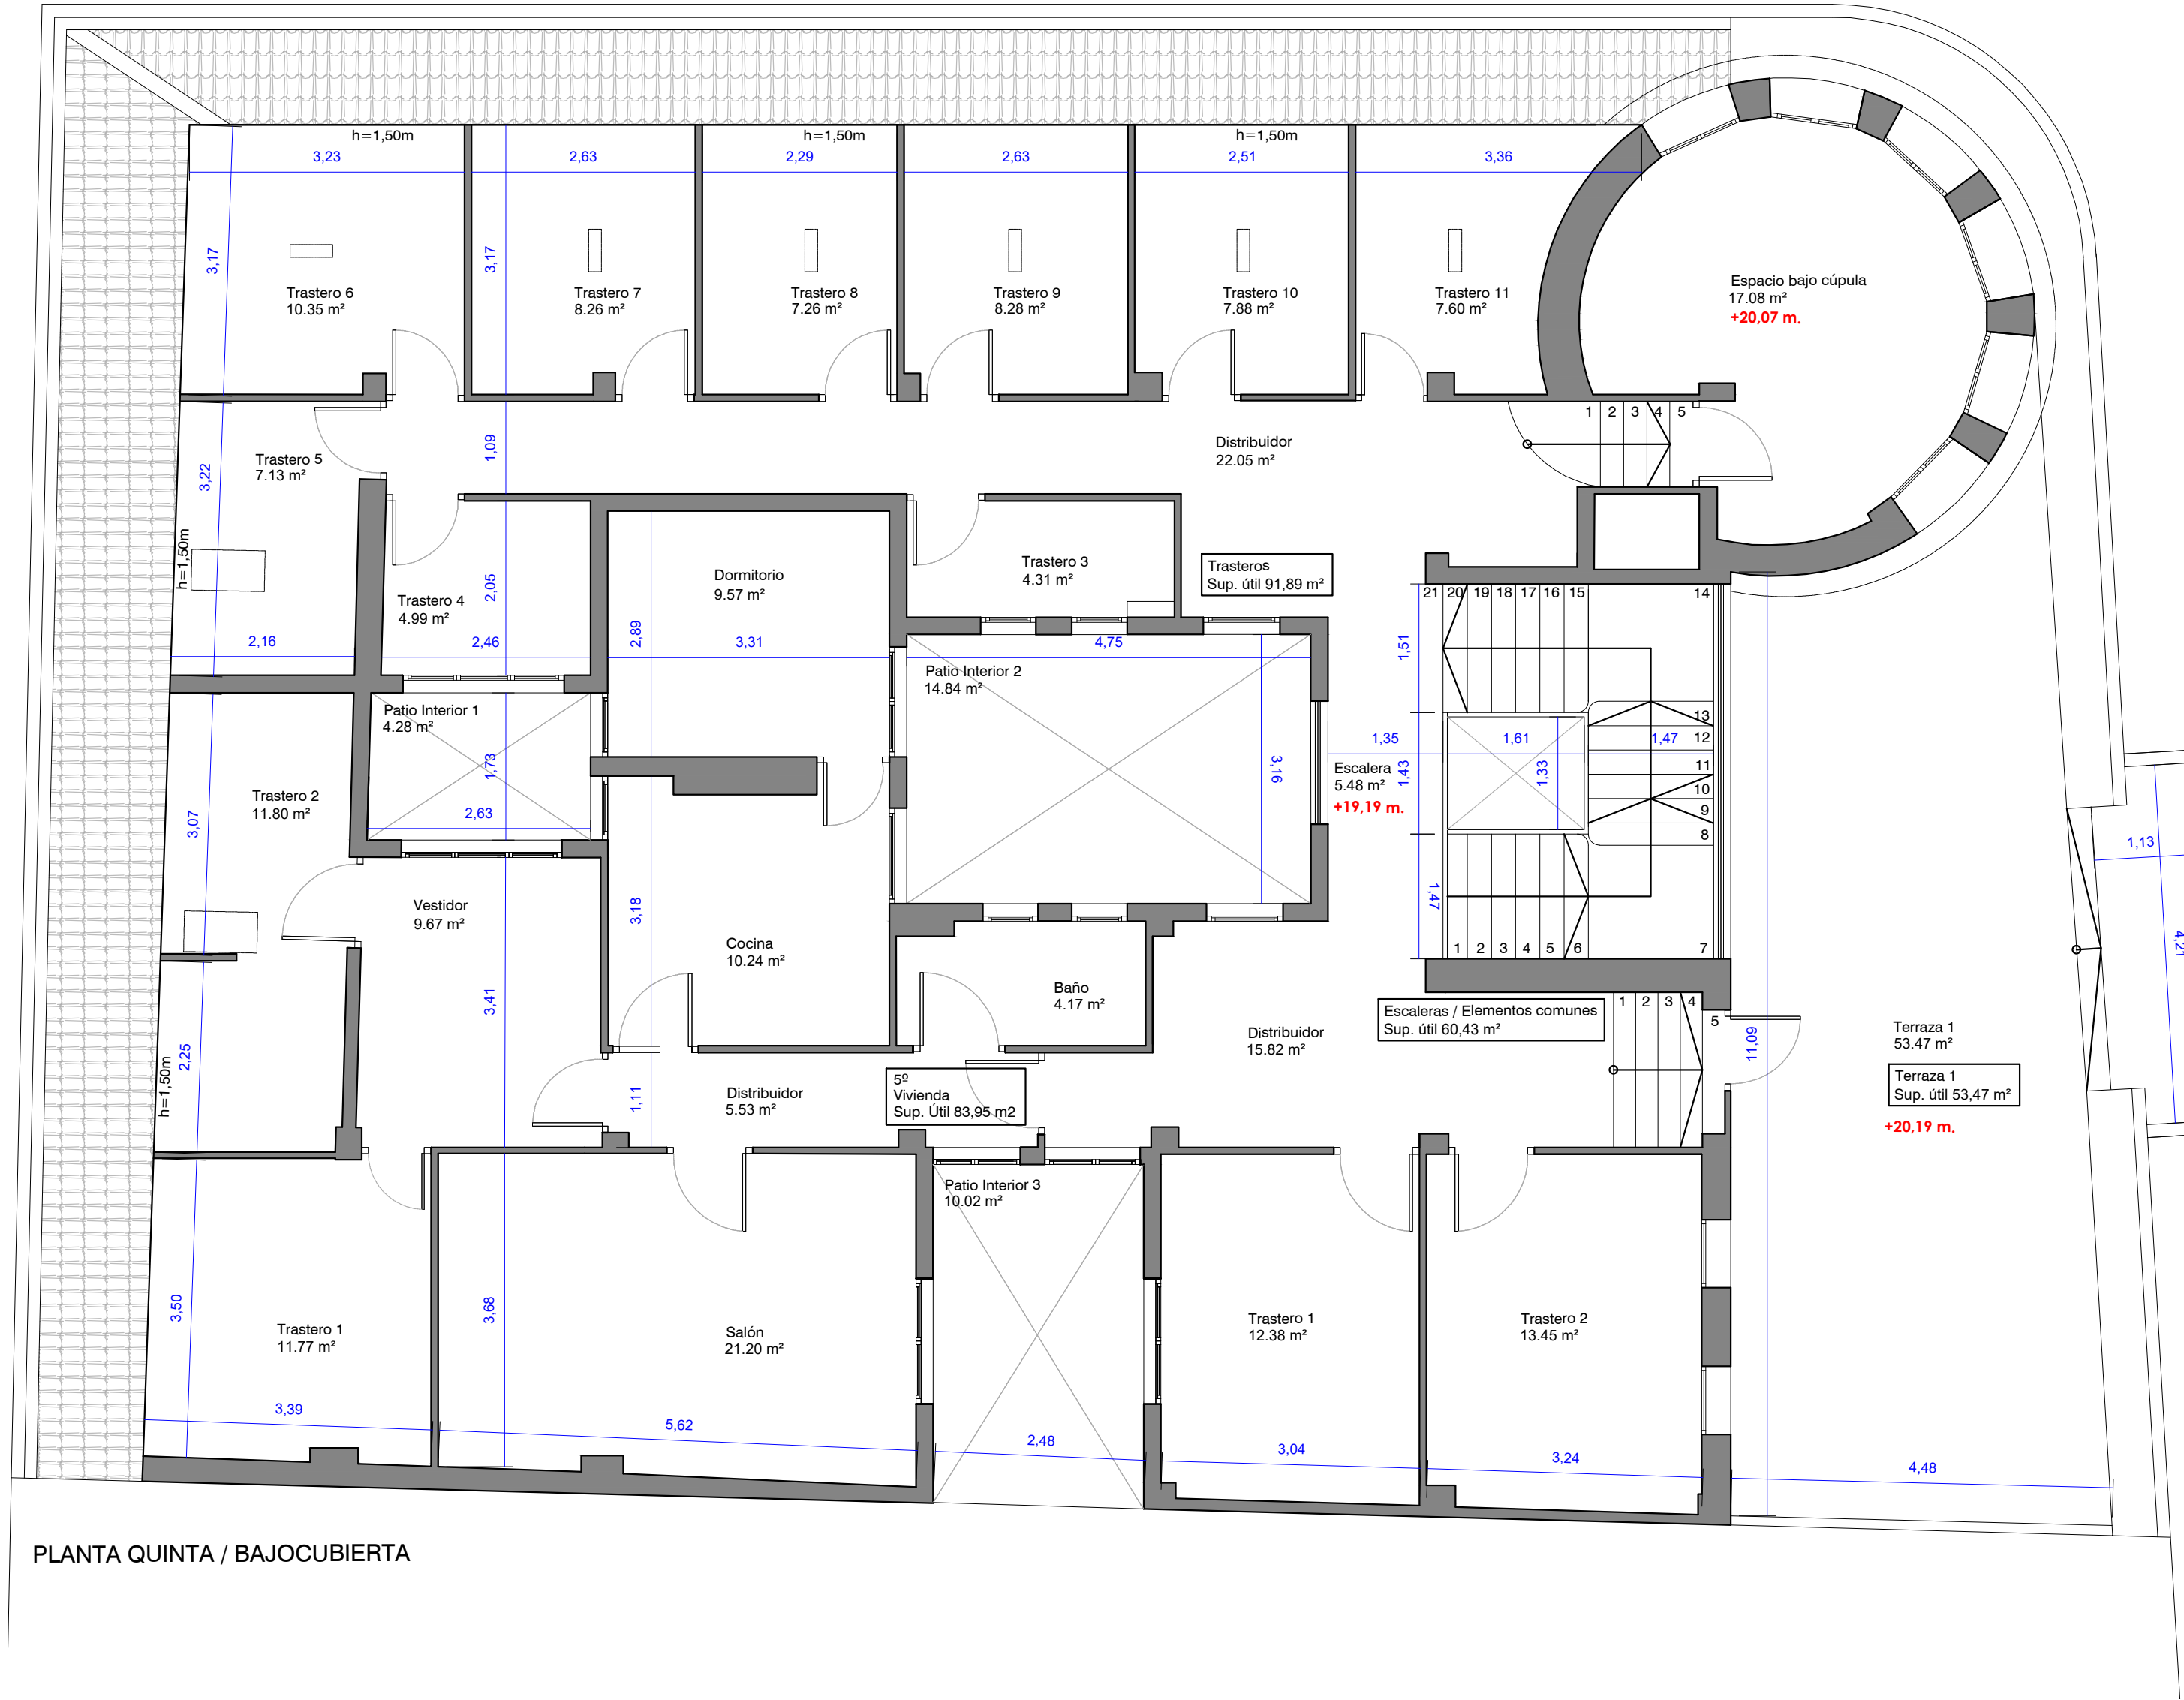 h=1,50m
h=1,50m
h=1,50m
3,23
2,63
2,29
2,63
2,51
3,36
3,17
3,17
Trastero 6
10.35 m²
Trastero 7
8.26 m²
Trastero 8
7.26 m²
Trastero 9
8.28 m²
Trastero 10
7.88 m²
Trastero 11
7.60 m²
Espacio bajo cúpula
17.08 m²
+20,07 m.
1 2 3 4 5
Distribuidor
22.05 m²
1,09
3,22
Trastero 5
7.13 m²
h=1,50m
2,16
Trastero 4
4.99 m²
2,05
2,46
Dormitorio
9.57 m²
2,89
3,31
Trastero 3
4.31 m²
Trasteros
Sup. útil 91,89 m²
4,75
Patio Interior 2
14.84 m²
3,16
21 20 19 18 17 16 15 14
1,51
13
12
11
10
9
8
1,35
1,61
1,47
1,43
1,33
Escalera
5.48 m²
+19,19 m.
1,47
1 2 3 4 5 6 7
Patio Interior 1
4.28 m²
1,73
2,63
Trastero 2
11.80 m²
3,07
Vestidor
9.67 m²
3,41
3,18
Cocina
10.24 m²
Baño
4.17 m²
Distribuidor
15.82 m²
Escaleras / Elementos comunes
Sup. útil 60,43 m²
1 2 3 4
5
11,09
Terraza 1
53.47 m²
Terraza 1
Sup. útil 53,47 m²
+20,19 m.
1,13
4,21
2,25
h=1,50m
1,11
Distribuidor
5.53 m²
5º
Vivienda
Sup. Útil 83,95 m2
Patio Interior 3
10.02 m²
3,50
Trastero 1
11.77 m²
3,68
Salón
21.20 m²
Trastero 1
12.38 m²
Trastero 2
13.45 m²
3,39
5,62
2,48
3,04
3,24
4,48
PLANTA QUINTA / BAJOCUBIERTA